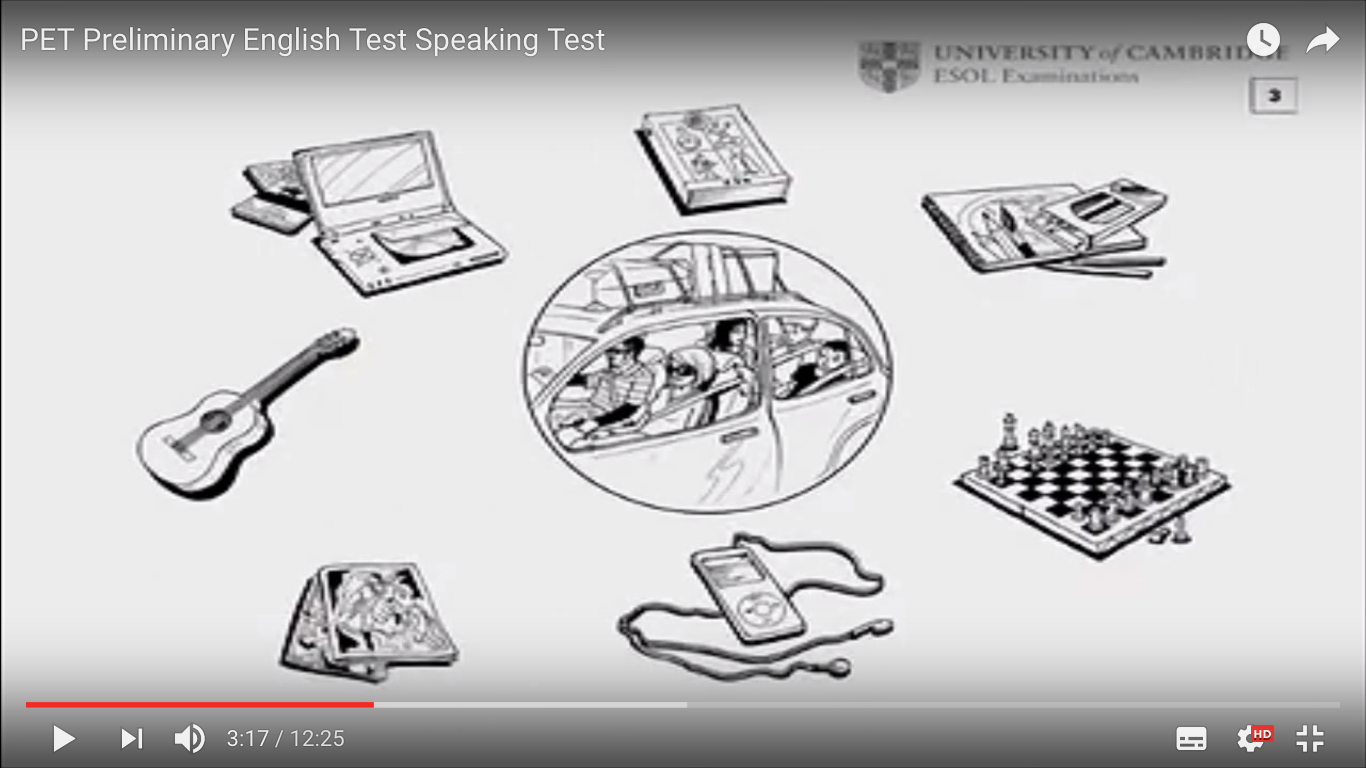 PET Preliminary English Test Speaking Test
UNIVERSITY of CAMBRIDGE
ESOL Examinations
3
3:17 / 12:25
HD